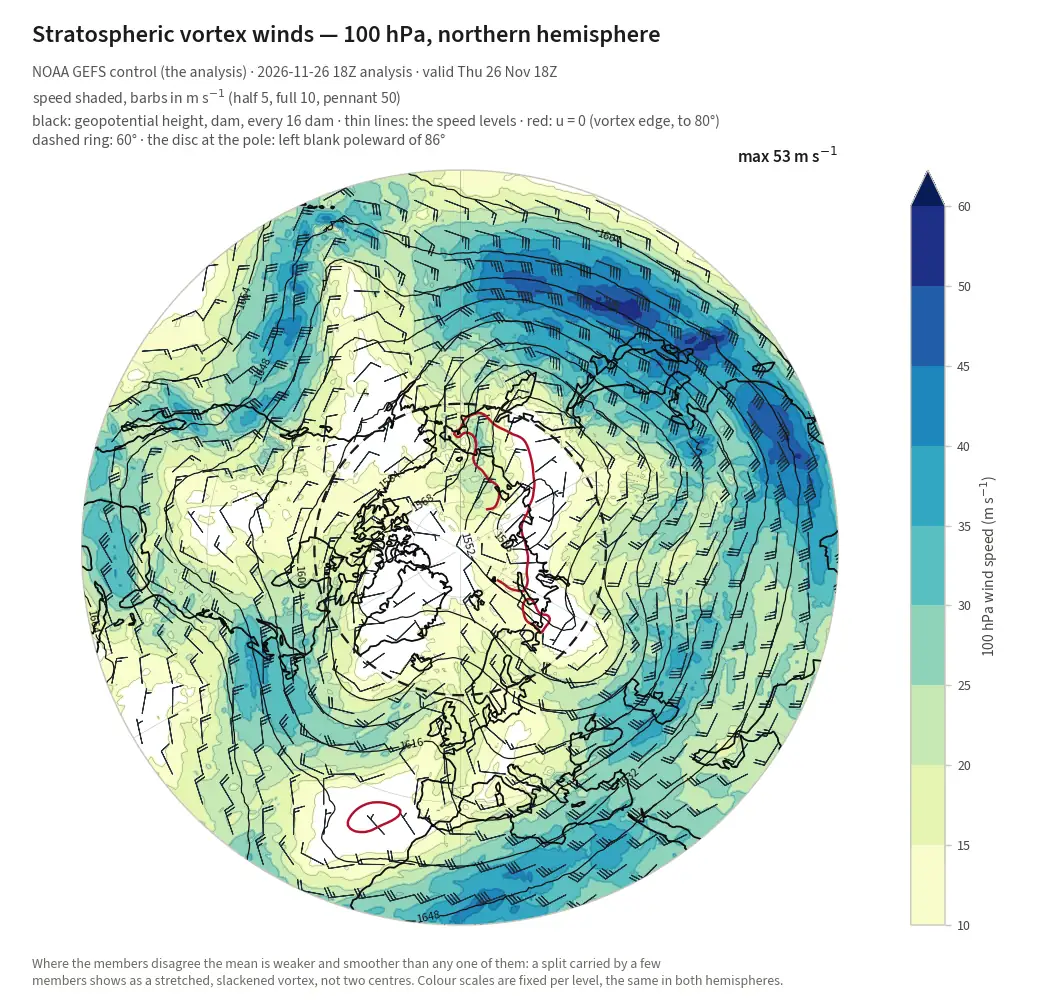 Stratospheric vortex winds — 100 hPa, northern hemisphere
NOAA GEFS control (the analysis) · 2026-11-26 18Z analysis · valid Thu 26 Nov 18Z
speed shaded, barbs in m s⁻¹ (half 5, full 10, pennant 50)
black: geopotential height, dam, every 16 dam · thin lines: the speed levels · red: u = 0 (vortex edge, to 80°)
dashed ring: 60° · the disc at the pole: left blank poleward of 86°
max 53 m s⁻¹
60
50
45
40
35
30
25
20
15
10
100 hPa wind speed (m s⁻¹)
1552
1600
1616
1648
Where the members disagree the mean is weaker and smoother than any one of them: a split carried by a few
members shows as a stretched, slackened vortex, not two centres. Colour scales are fixed per level, the same in both hemispheres.